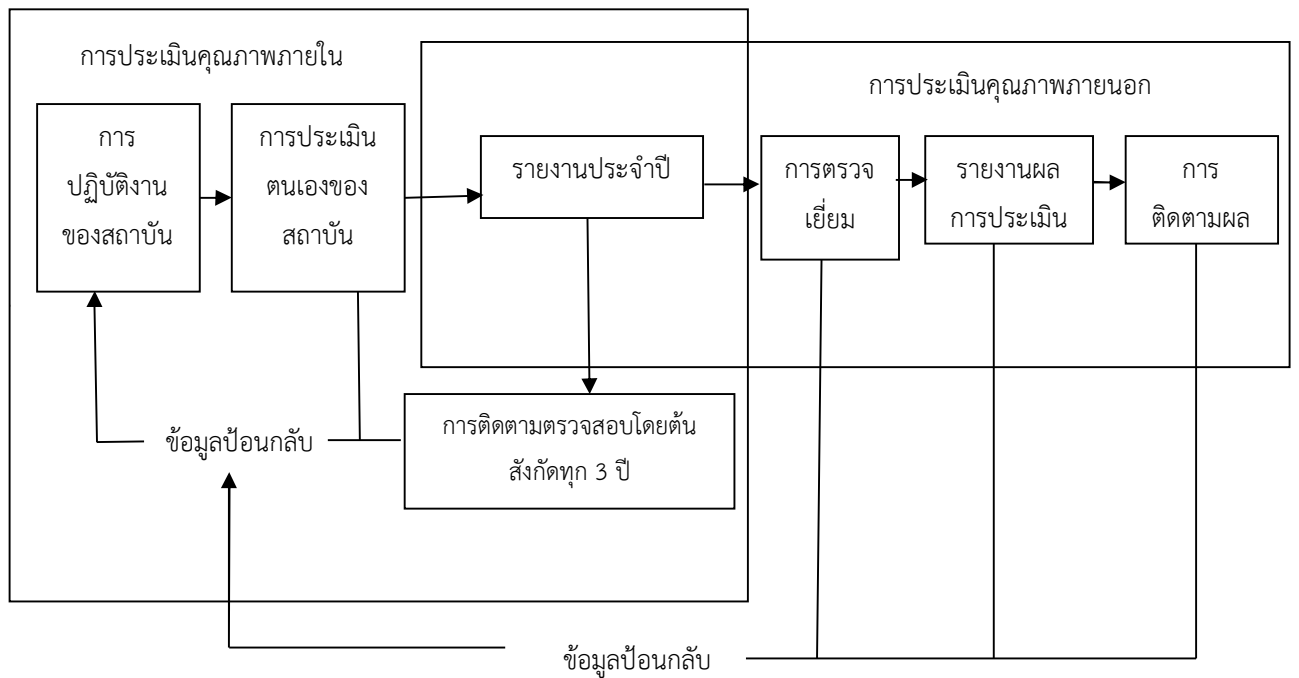 การประเมินคุณภาพภายใน
การประเมินคุณภาพภายนอก
การ
ปฏิบัติงาน
ของสถาบัน
การประเมิน
ตนเองของ
สถาบัน
รายงานประจำปี
การตรวจ
เยี่ยม
รายงานผล
การประเมิน
การ
ติดตามผล
ข้อมูลป้อนกลับ
การติดตามตรวจสอบโดยต้น
สังกัดทุก 3 ปี
ข้อมูลป้อนกลับ